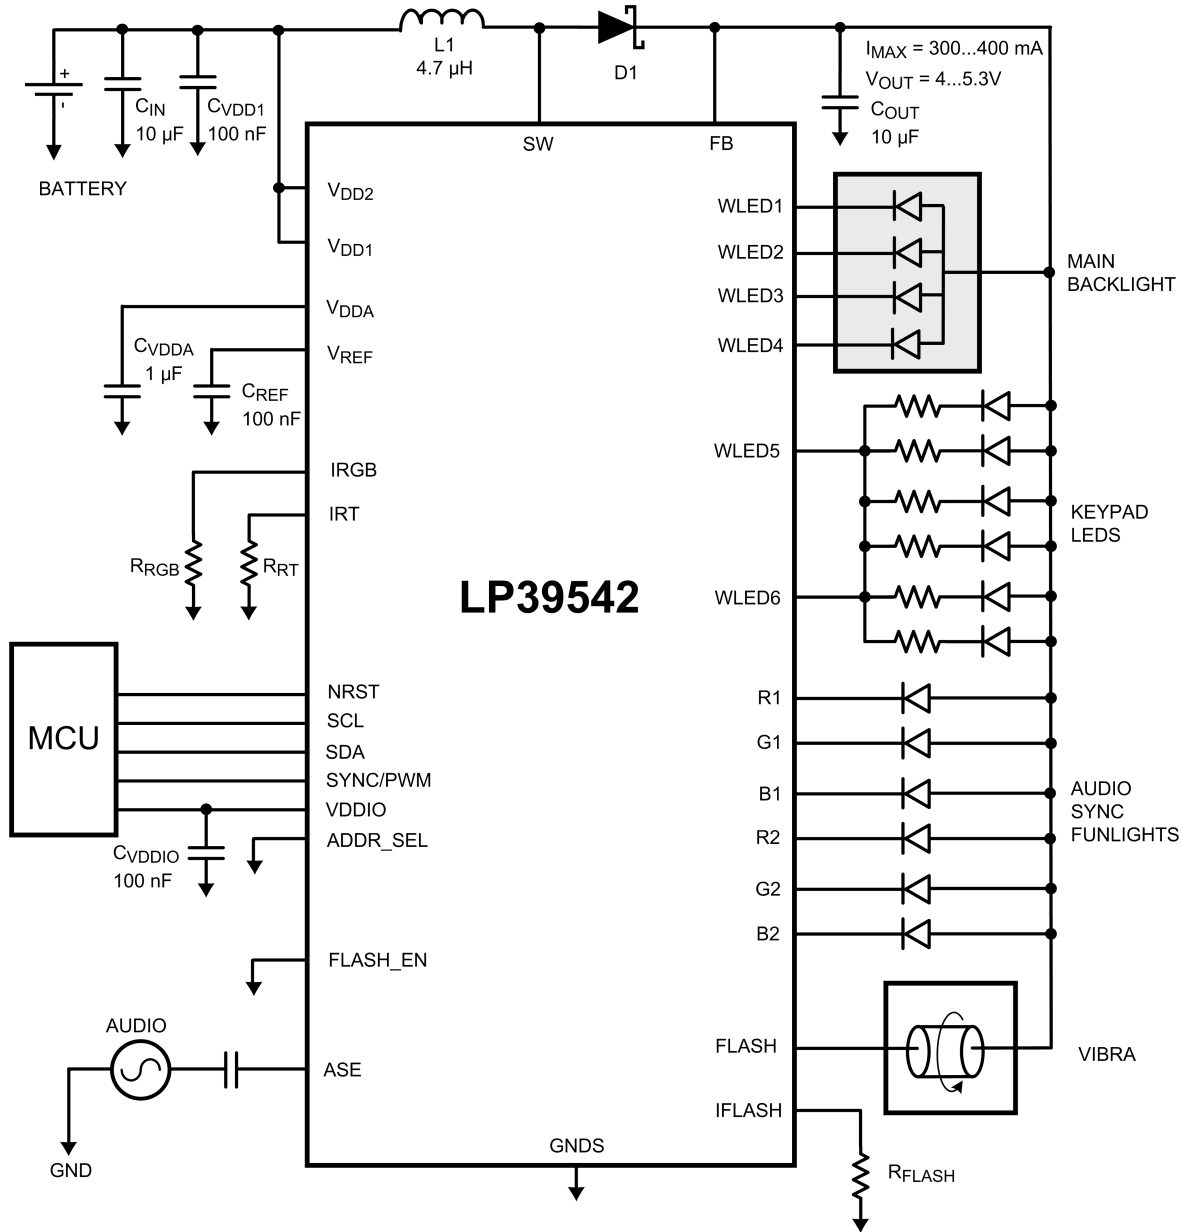 L1
4.7 µH
D1
IMAX = 300...400 mA
VOUT = 4...5.3V
COUT
10 µF
+
-
CIN
10 µF
CVDD1
100 nF
BATTERY
SW
FB
VDD2
VDD1
VDDA
VREF
CVDDA
1 µF
CREF
100 nF
IRGB
IRT
RRGB
RRT
LP39542
WLED1
WLED2
WLED3
WLED4
MAIN
BACKLIGHT
WLED5
WLED6
KEYPAD
LEDS
MCU
NRST
SCL
SDA
SYNC/PWM
VDDIO
ADDR_SEL
CVDDIO
100 nF
R1
G1
B1
R2
G2
B2
AUDIO
SYNC
FUNLIGHTS
FLASH_EN
AUDIO
ASE
GND
FLASH
VIBRA
IFLASH
GNDS
RFLASH